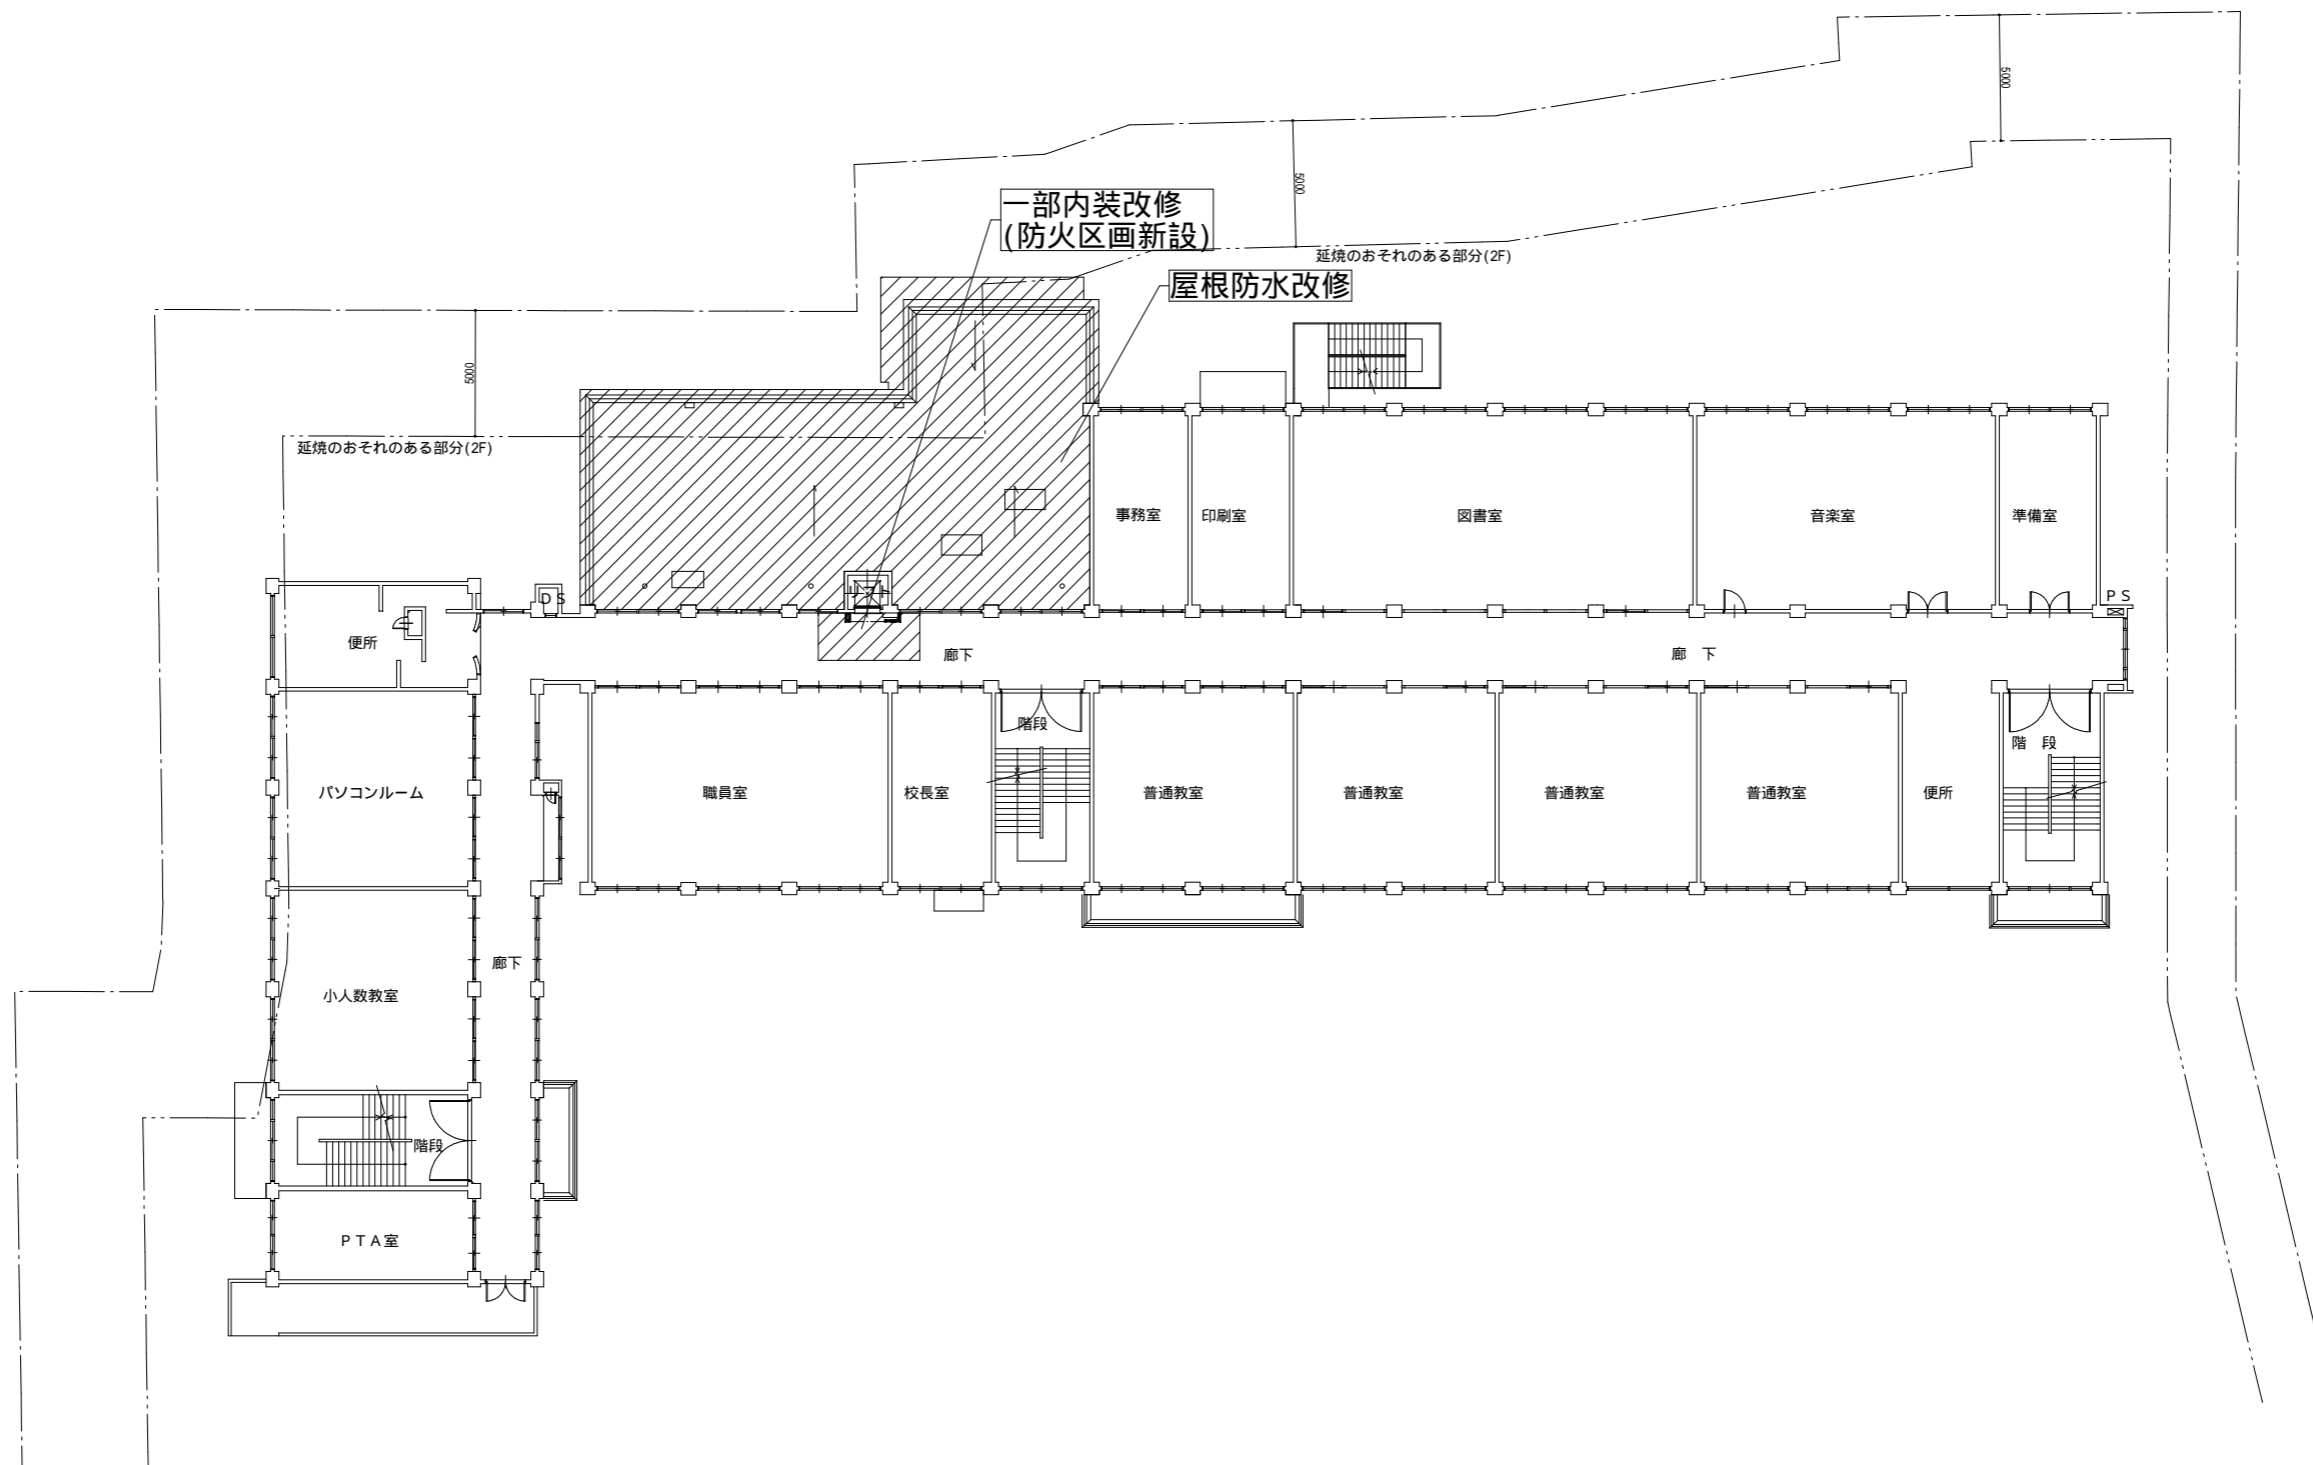 5000
5000
一部内装改修
(防火区画新設)
延焼のおそれのある部分(2F)
屋根防水改修
5000
延焼のおそれのある部分(2F)
事務室
印刷室
図書室
音楽室
準備室
ＤＳ
リフト
ＰＳ
便所
廊下
廊　下
階段
階　段
パソコンルーム
職員室
校長室
普通教室
普通教室
普通教室
普通教室
便所
廊下
小人数教室
階段
ＰＴＡ室